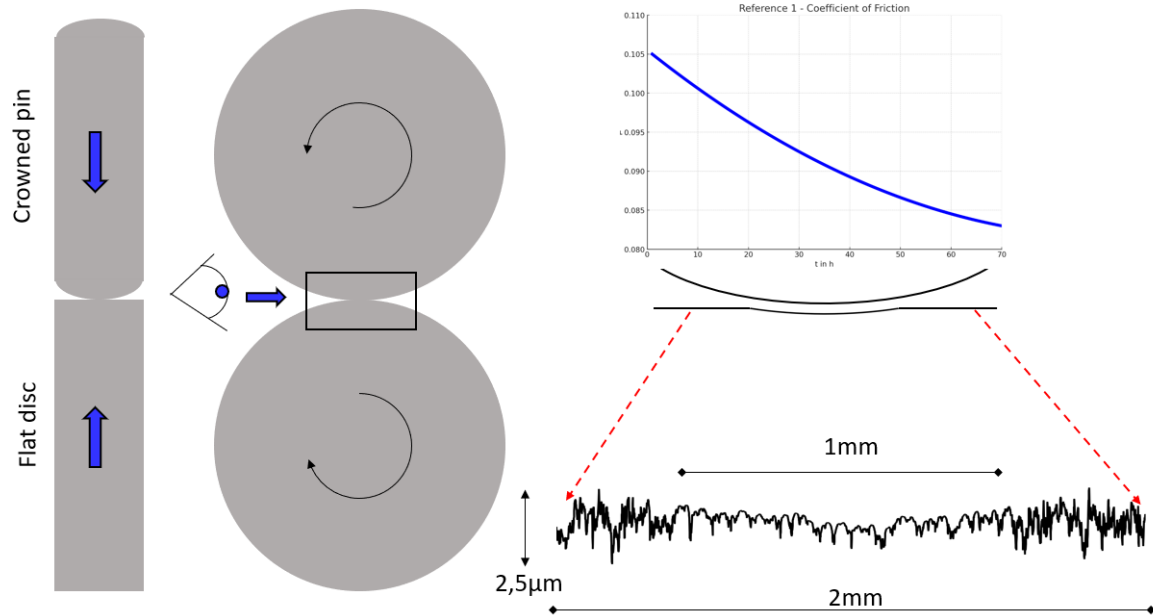 Crowned pin
Flat disc
Reference 1 - Coefficient of Friction
0.110
0.105
0.100
0.095
0.090
0.085
0.080
0 10 20 30 40 50 60 70
t in h
1mm
2,5μm
2mm